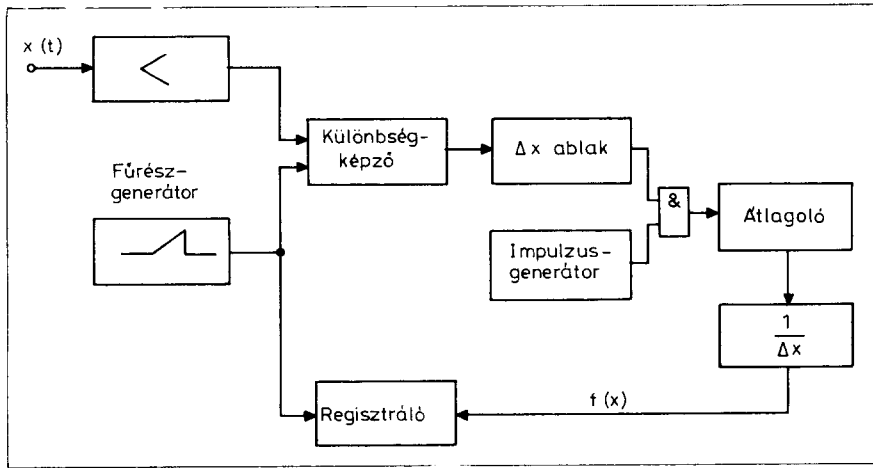 x (t)
<
Különbség-
képző
Δx ablak
Fűrész-
generátor
&
Átlagoló
Impulzus-
generátor
1
Δx
Regisztráló
f (x)